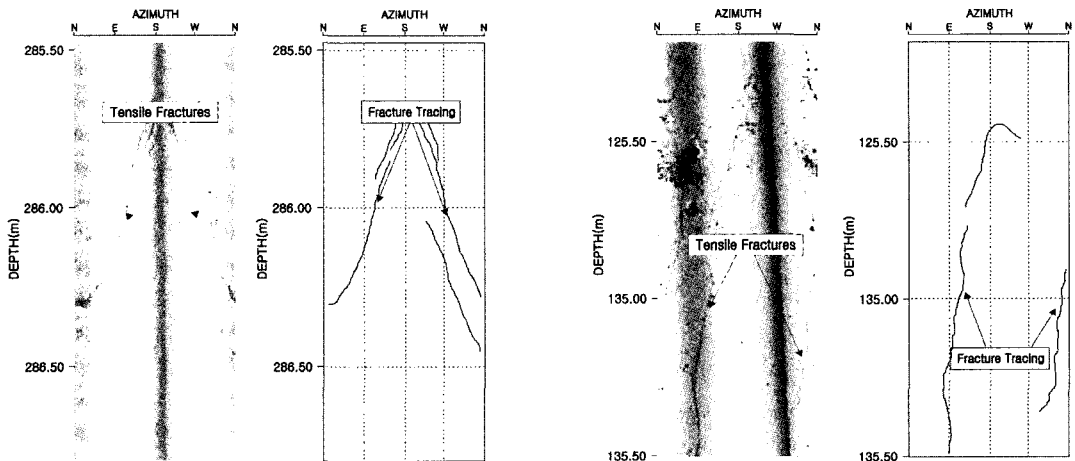 AZIMUTH
N E S W N
285.50
286.00
286.50
DEPTH(m)
Tensile Fractures
AZIMUTH
N E S W N
285.50
286.00
286.50
DEPTH(m)
Fracture Tracing
AZIMUTH
N E S W N
125.50
135.00
135.50
DEPTH(m)
Tensile Fractures
AZIMUTH
N E S W N
125.50
135.00
135.50
DEPTH(m)
Fracture Tracing